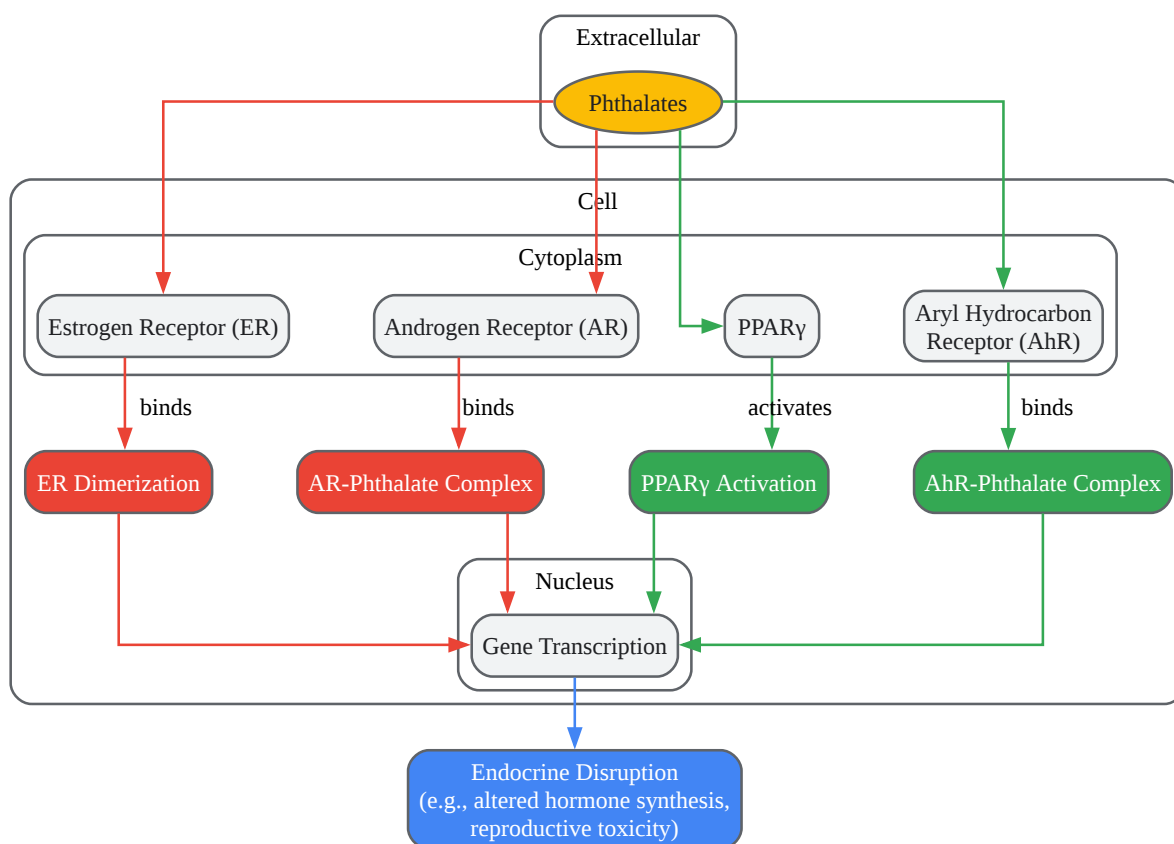 Extracellular
Phthalates
Cell
Cytoplasm
Estrogen Receptor (ER)
Androgen Receptor (AR)
PPARγ
Aryl Hydrocarbon
Receptor (AhR)
binds
binds
activates
binds
ER Dimerization
AR-Phthalate Complex
PPARγ Activation
AhR-Phthalate Complex
Nucleus
Gene Transcription
Endocrine Disruption
(e.g., altered hormone synthesis,
reproductive toxicity)